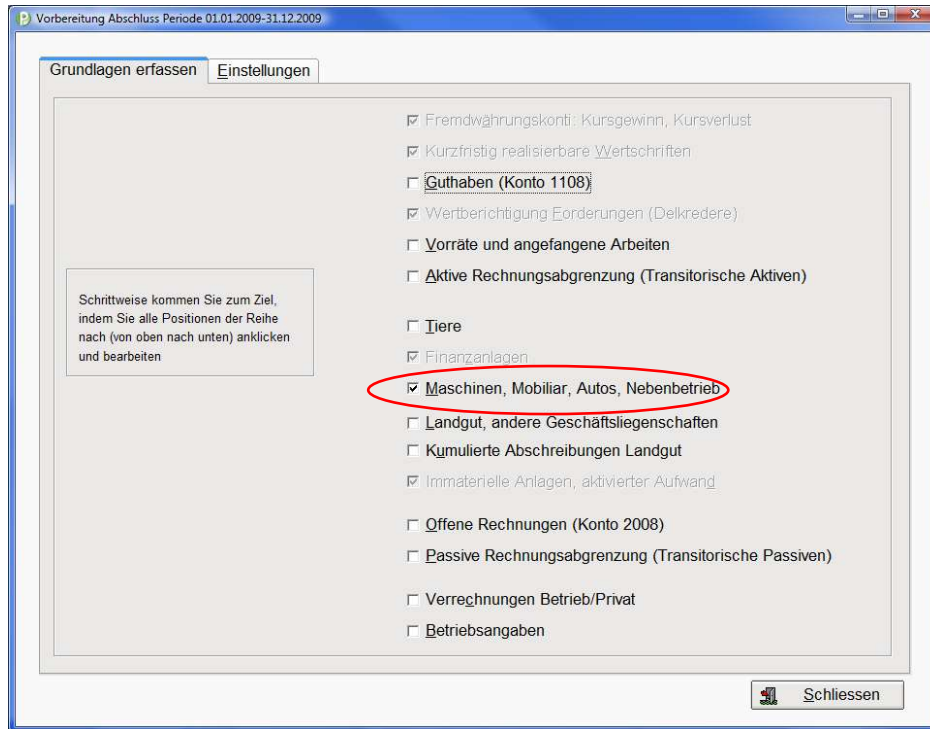 Vorbereitung Abschluss Periode 01.01.2009-31.12.2009
Grundlagen erfassen
Einstellungen
Fremdwährungskonti: Kursgewinn, Kursverlust
Kurzfristig realisierbare Wertschriften
Guthaben (Konto 1108)
Wertberichtigung Forderungen (Delkredere)
Vorräte und angefangene Arbeiten
Aktive Rechnungsabgrenzung (Transitorische Aktiven)
Schrittweise kommen Sie zum Ziel,
indem Sie alle Positionen der Reihe
nach (von oben nach unten) anklicken
und bearbeiten
Tiere
Finanzanlagen
Maschinen, Mobiliar, Autos, Nebenbetrieb
Landgut, andere Geschäftsliegenschaften
Kumulierte Abschreibungen Landgut
Immaterielle Anlagen, aktivierter Aufwand
Offene Rechnungen (Konto 2008)
Passive Rechnungsabgrenzung (Transitorische Passiven)
Verrechnungen Betrieb/Privat
Betriebsangaben
Schliessen